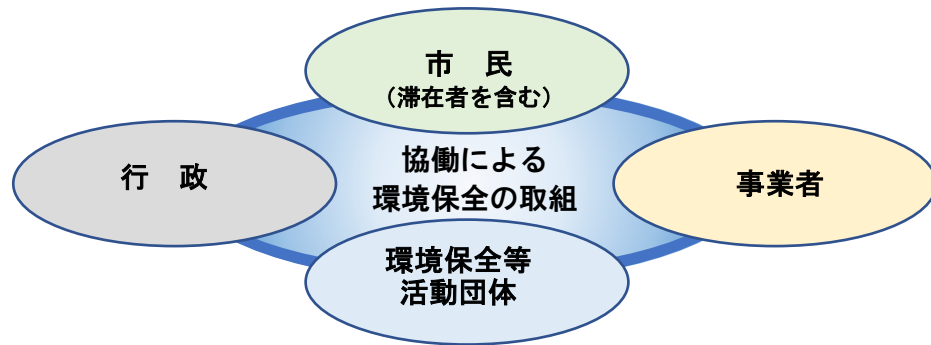 市　民
（滞在者を含む）
行　政
協働による
環境保全の取組
事業者
環境保全等
活動団体